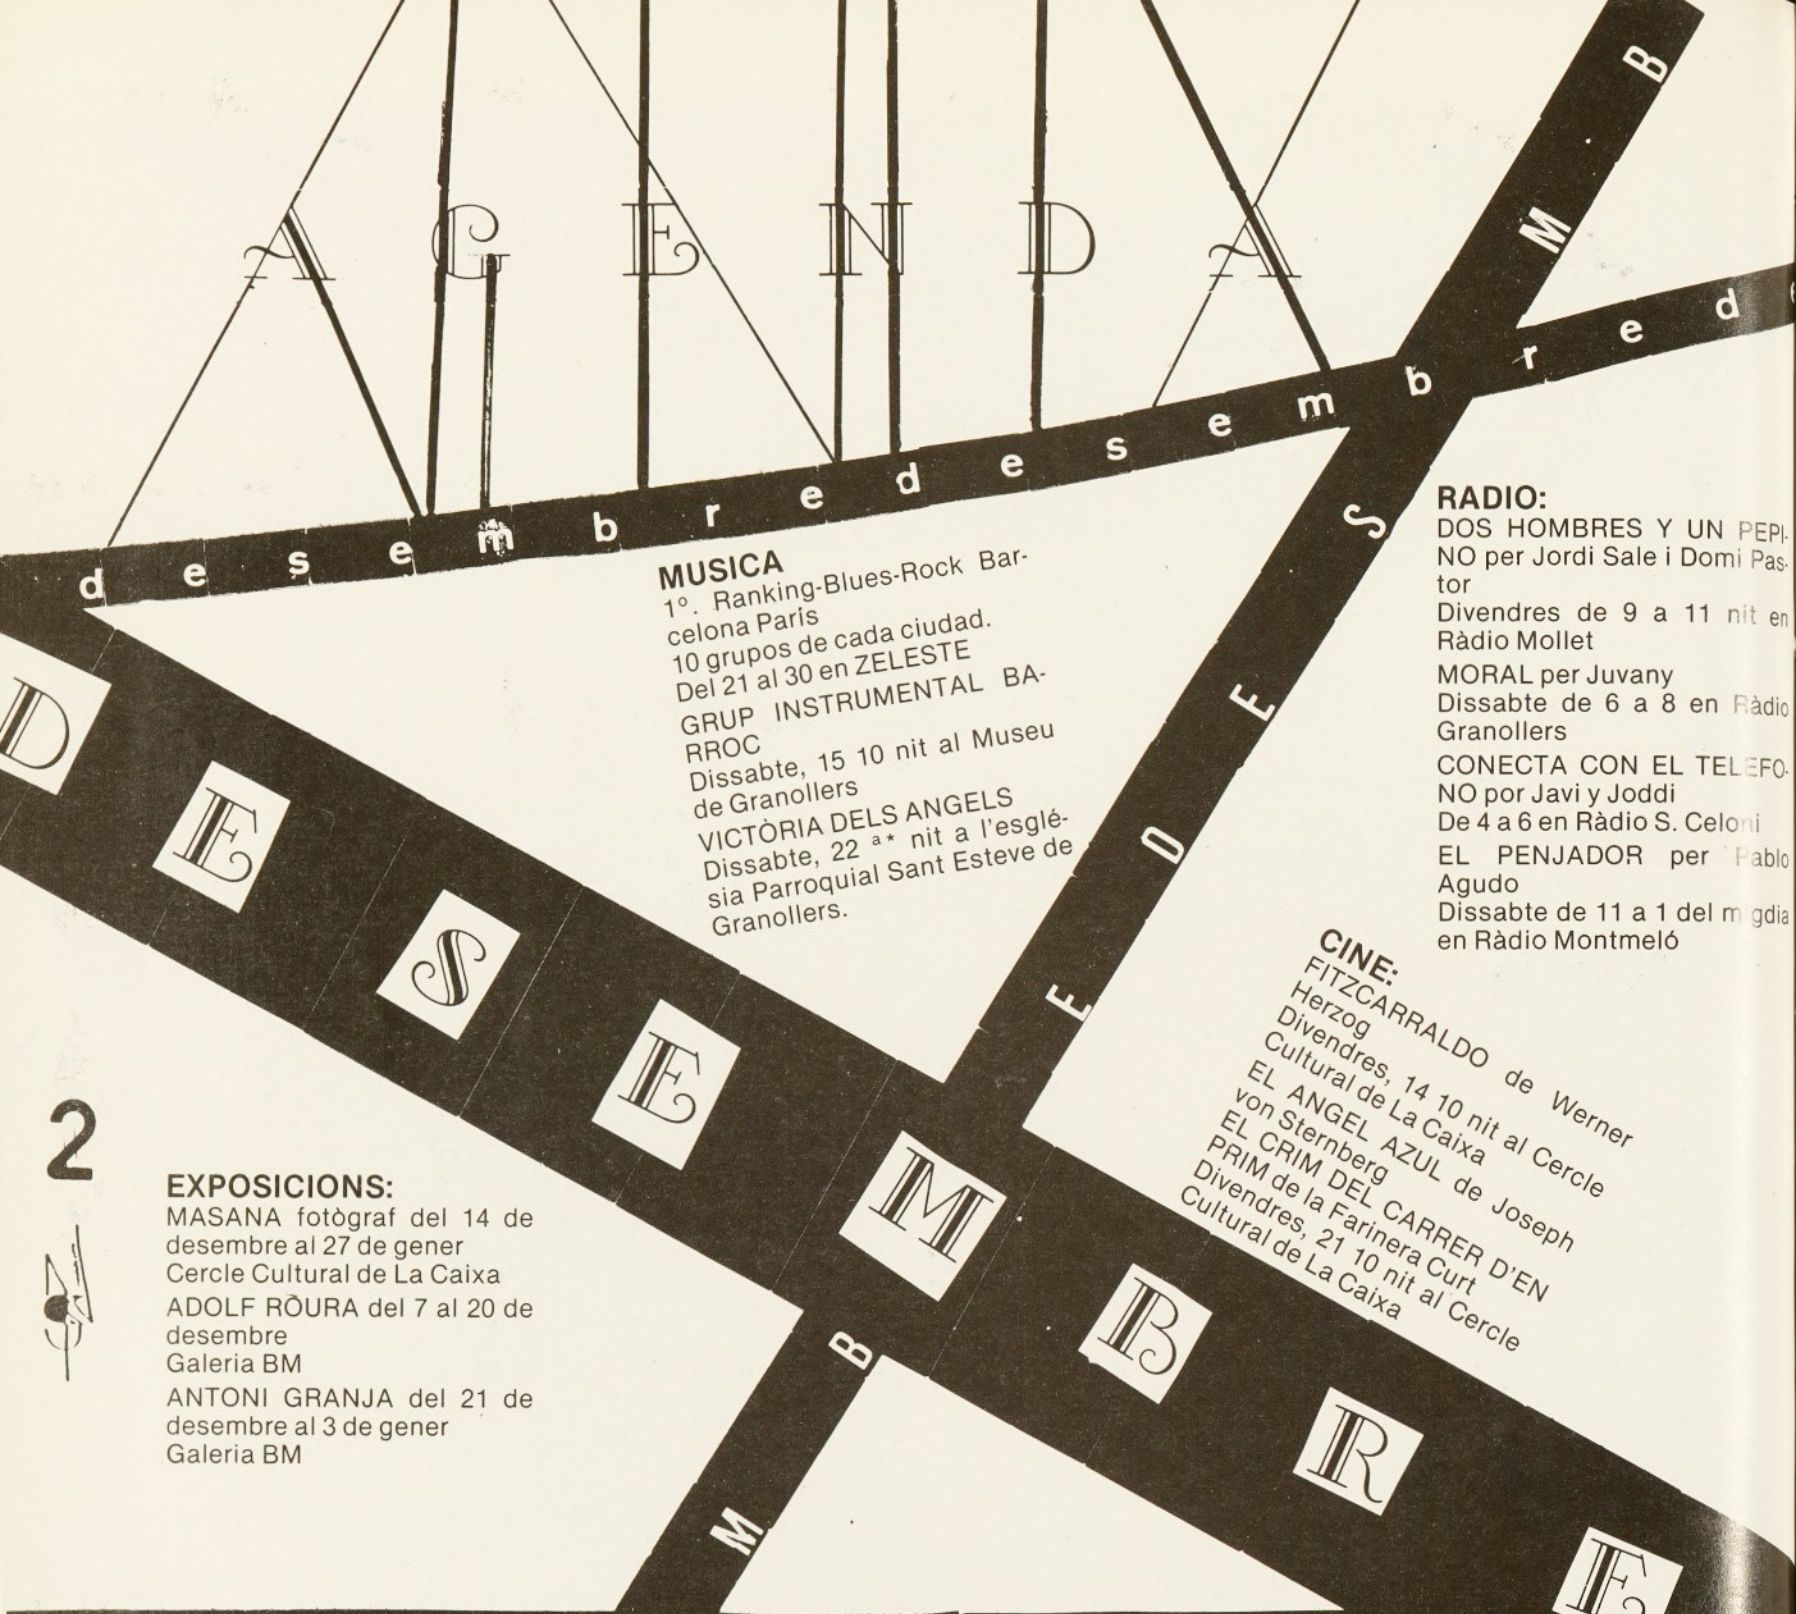 AGENDA
desembredesembred
B
M
S
E
D
E
B
M
DESEMBRE
MUSICA
1º. Ranking-Blues-Rock Bar-
celona París
10 grupos de cada ciudad.
Del 21 al 30 en ZELESTE
GRUP INSTRUMENTAL BA-
RROC
Dissabte, 15 10 nit al Museu
de Granollers
VICTÒRIA DELS ANGELS
Dissabte, 22 ª* nit a l'esglé-
sia Parroquial Sant Esteve de
Granollers.
RADIO:
DOS HOMBRES Y UN PEPI-
NO per Jordi Sale i Domi Pas-
tor
Divendres de 9 a 11 nit en
Ràdio Mollet
MORAL per Juvany
Dissabte de 6 a 8 en Ràdio
Granollers
CONECTA CON EL TELEFO-
NO por Javi y Joddi
De 4 a 6 en Ràdio S. Celoni
EL PENJADOR per Pablo
Agudo
Dissabte de 11 a 1 del migdia
en Ràdio Montmeló
CINE:
FITZCARRALDO de Werner
Herzog
Divendres, 14 10 nit al Cercle
Cultural de La Caixa
EL ANGEL AZUL de Joseph
von Sternberg
EL CRIM DEL CARRER D'EN
PRIM de la Farinera Curt
Divendres, 21 10 nit al Cercle
Cultural de La Caixa
2
EXPOSICIONS:
MASANA fotògraf del 14 de
desembre al 27 de gener
Cercle Cultural de La Caixa
ADOLF ROURA del 7 al 20 de
desembre
Galeria BM
ANTONI GRANJA del 21 de
desembre al 3 de gener
Galeria BM